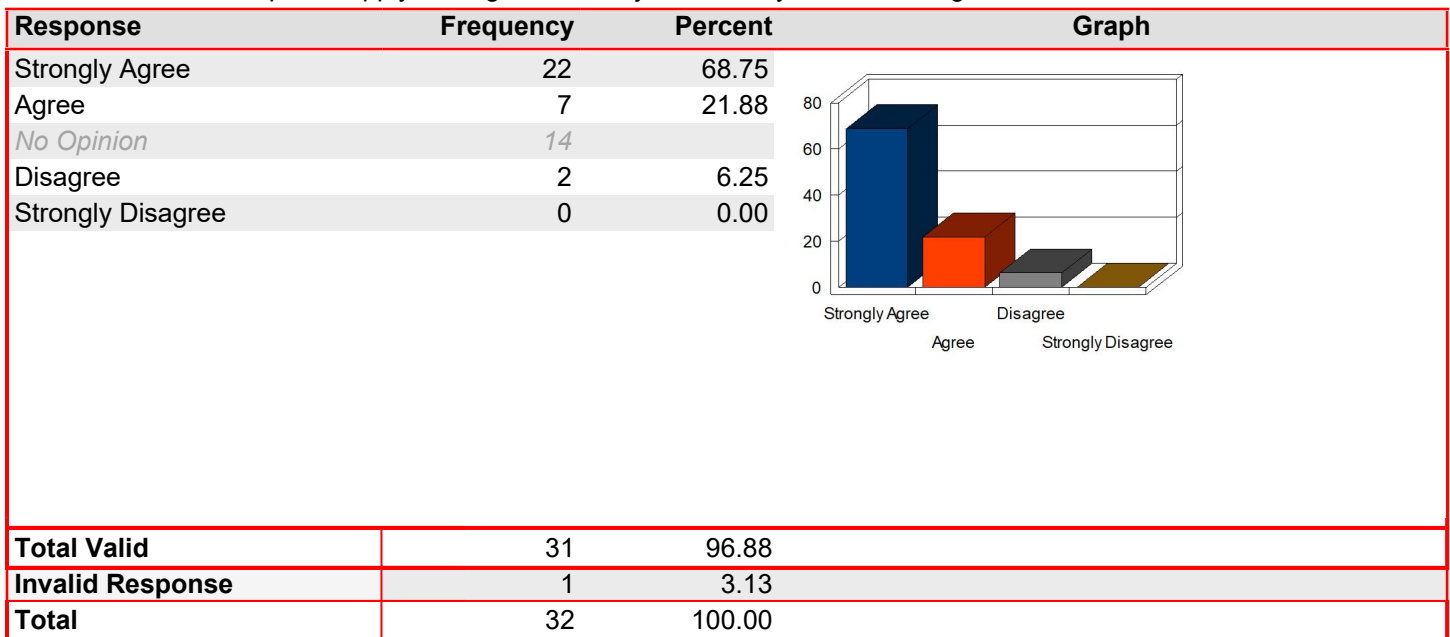 Response Frequency Percent Graph
Strongly Agree 22 68.75
Agree 7 21.88
No Opinion 14
Disagree 2 6.25
Strongly Disagree 0 0.00
80
60
40
20
0
Strongly Agree Disagree
Agree Strongly Disagree
Total Valid 31 96.88
Invalid Response 1 3.13
Total 32 100.00